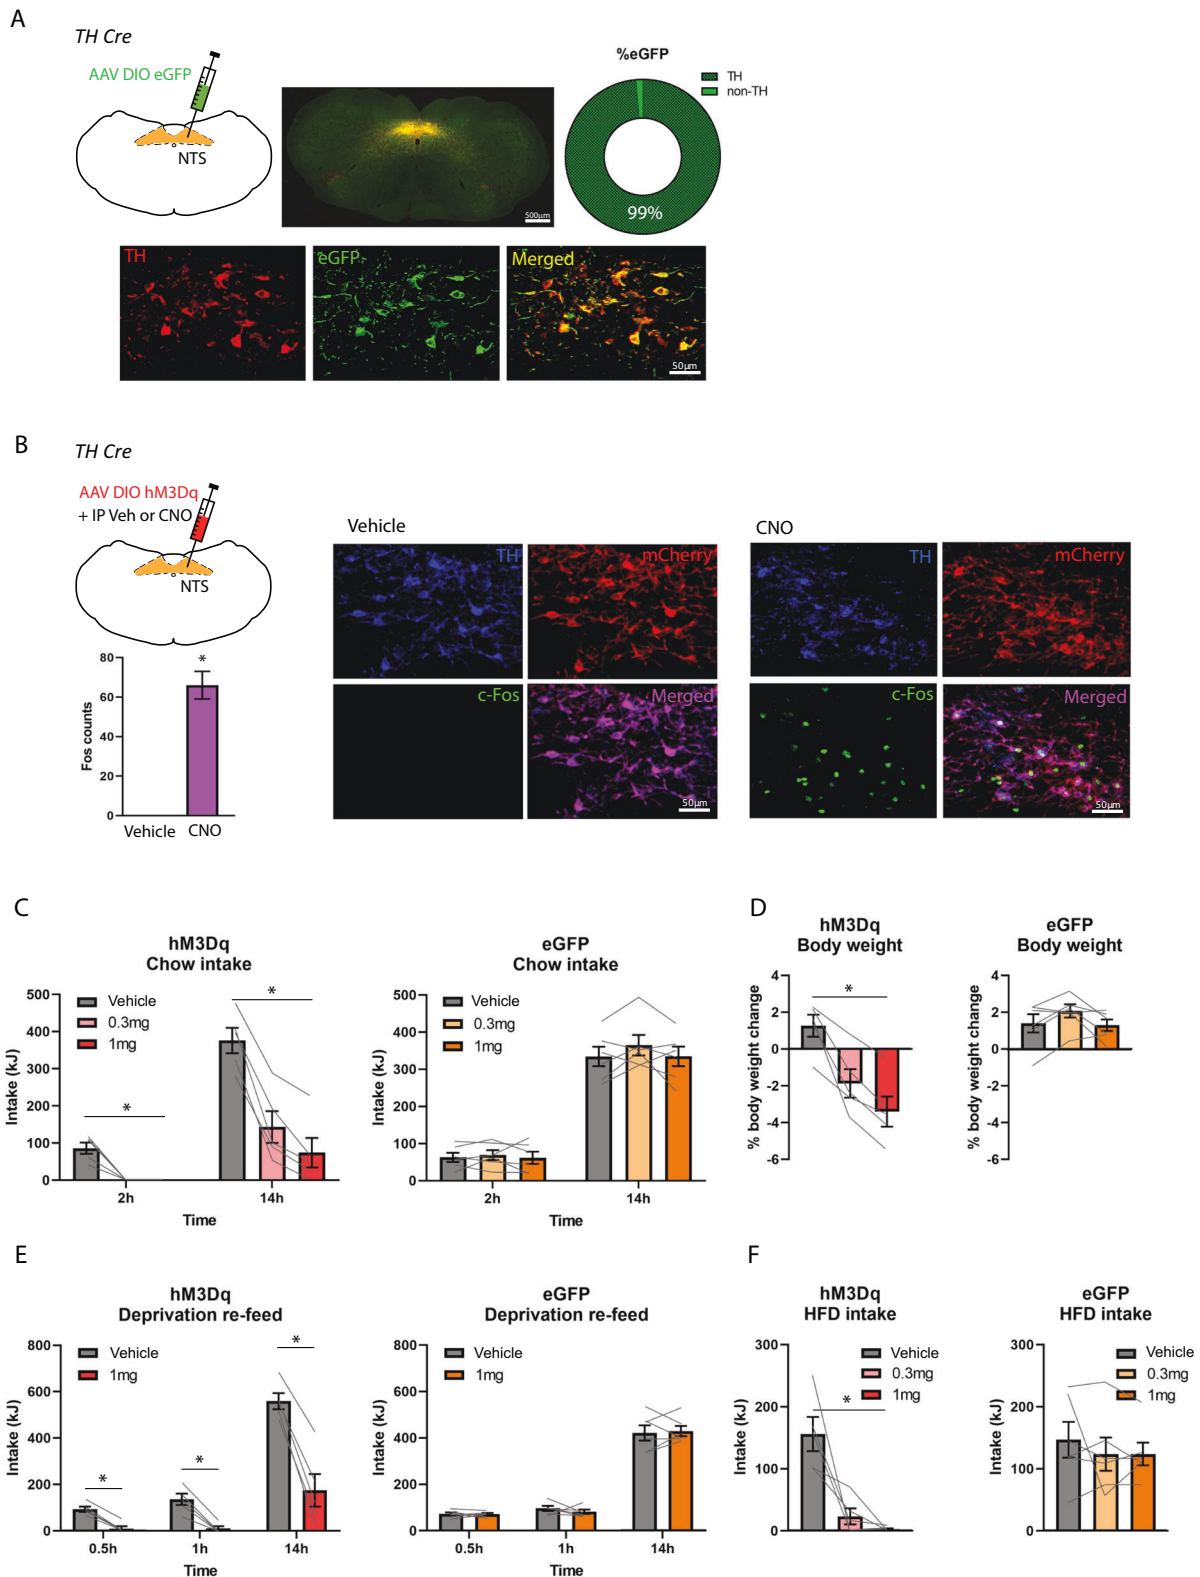 A
TH Cre
AAV DIO eGFP
NTS
500µm
%eGFP
TH
non-TH
99%
TH
eGFP
Merged
50µm
B
TH Cre
AAV DIO hM3Dq
+ IP Veh or CNO
NTS
Fos counts
80
60
40
20
0
*
Vehicle
CNO
Vehicle
TH
mCherry
c-Fos
Merged
50µm
CNO
TH
mCherry
c-Fos
Merged
50µm
C
hM3Dq
Chow intake
Vehicle
0.3mg
1mg
Intake (kJ)
500
400
300
200
100
0
*
*
2h
14h
Time
eGFP
Chow intake
Vehicle
0.3mg
1mg
Intake (kJ)
500
400
300
200
100
0
2h
14h
Time
D
hM3Dq
Body weight
% body weight change
4
2
0
-2
-4
-6
*
eGFP
Body weight
% body weight change
4
2
0
-2
-4
-6
E
hM3Dq
Deprivation re-feed
Vehicle
1mg
Intake (kJ)
800
600
400
200
0
*
*
*
0.5h
1h
14h
Time
eGFP
Deprivation re-feed
Vehicle
1mg
Intake (kJ)
800
600
400
200
0
0.5h
1h
14h
Time
F
hM3Dq
HFD intake
Vehicle
0.3mg
1mg
Intake (kJ)
300
200
100
0
*
eGFP
HFD intake
Vehicle
0.3mg
1mg
Intake (kJ)
300
200
100
0